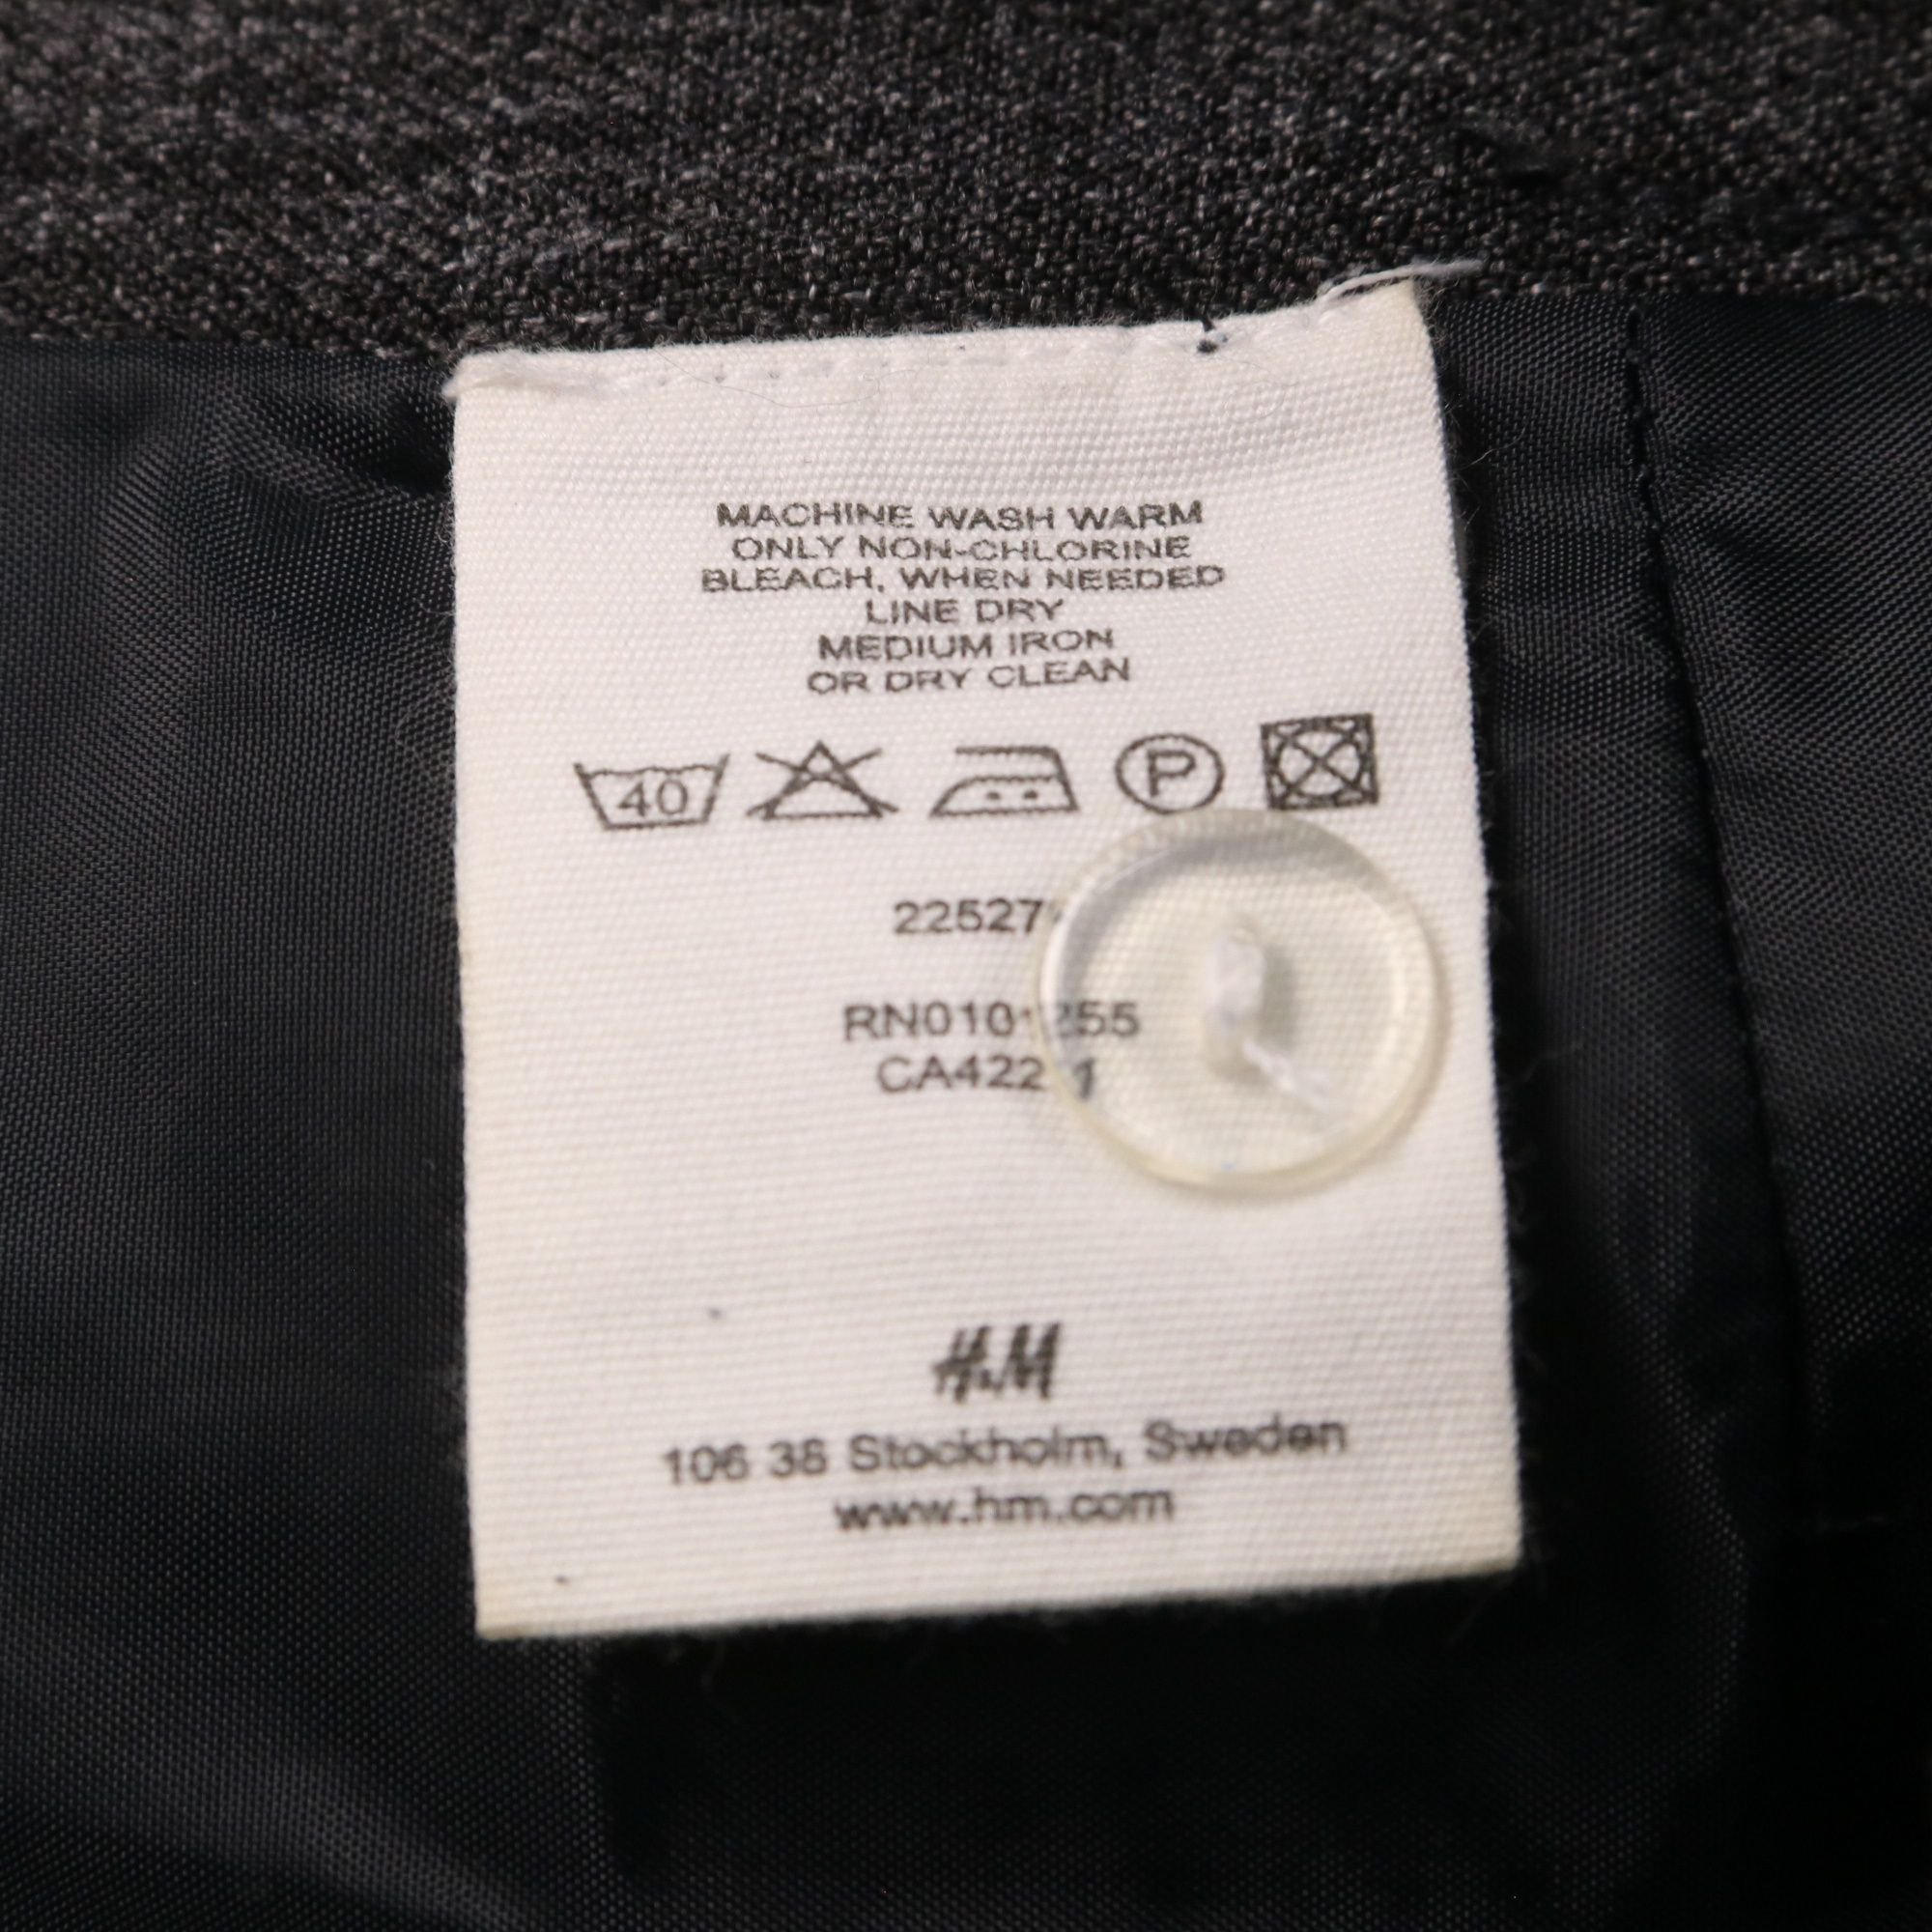 MACHINE WASH WARM
ONLY NON-CHLORINE
BLEACH, WHEN NEEDED
LINE DRY
MEDIUM IRON
OR DRY CLEAN
40
P
H&M
106 38 Stockholm, Sweden
www.hm.com